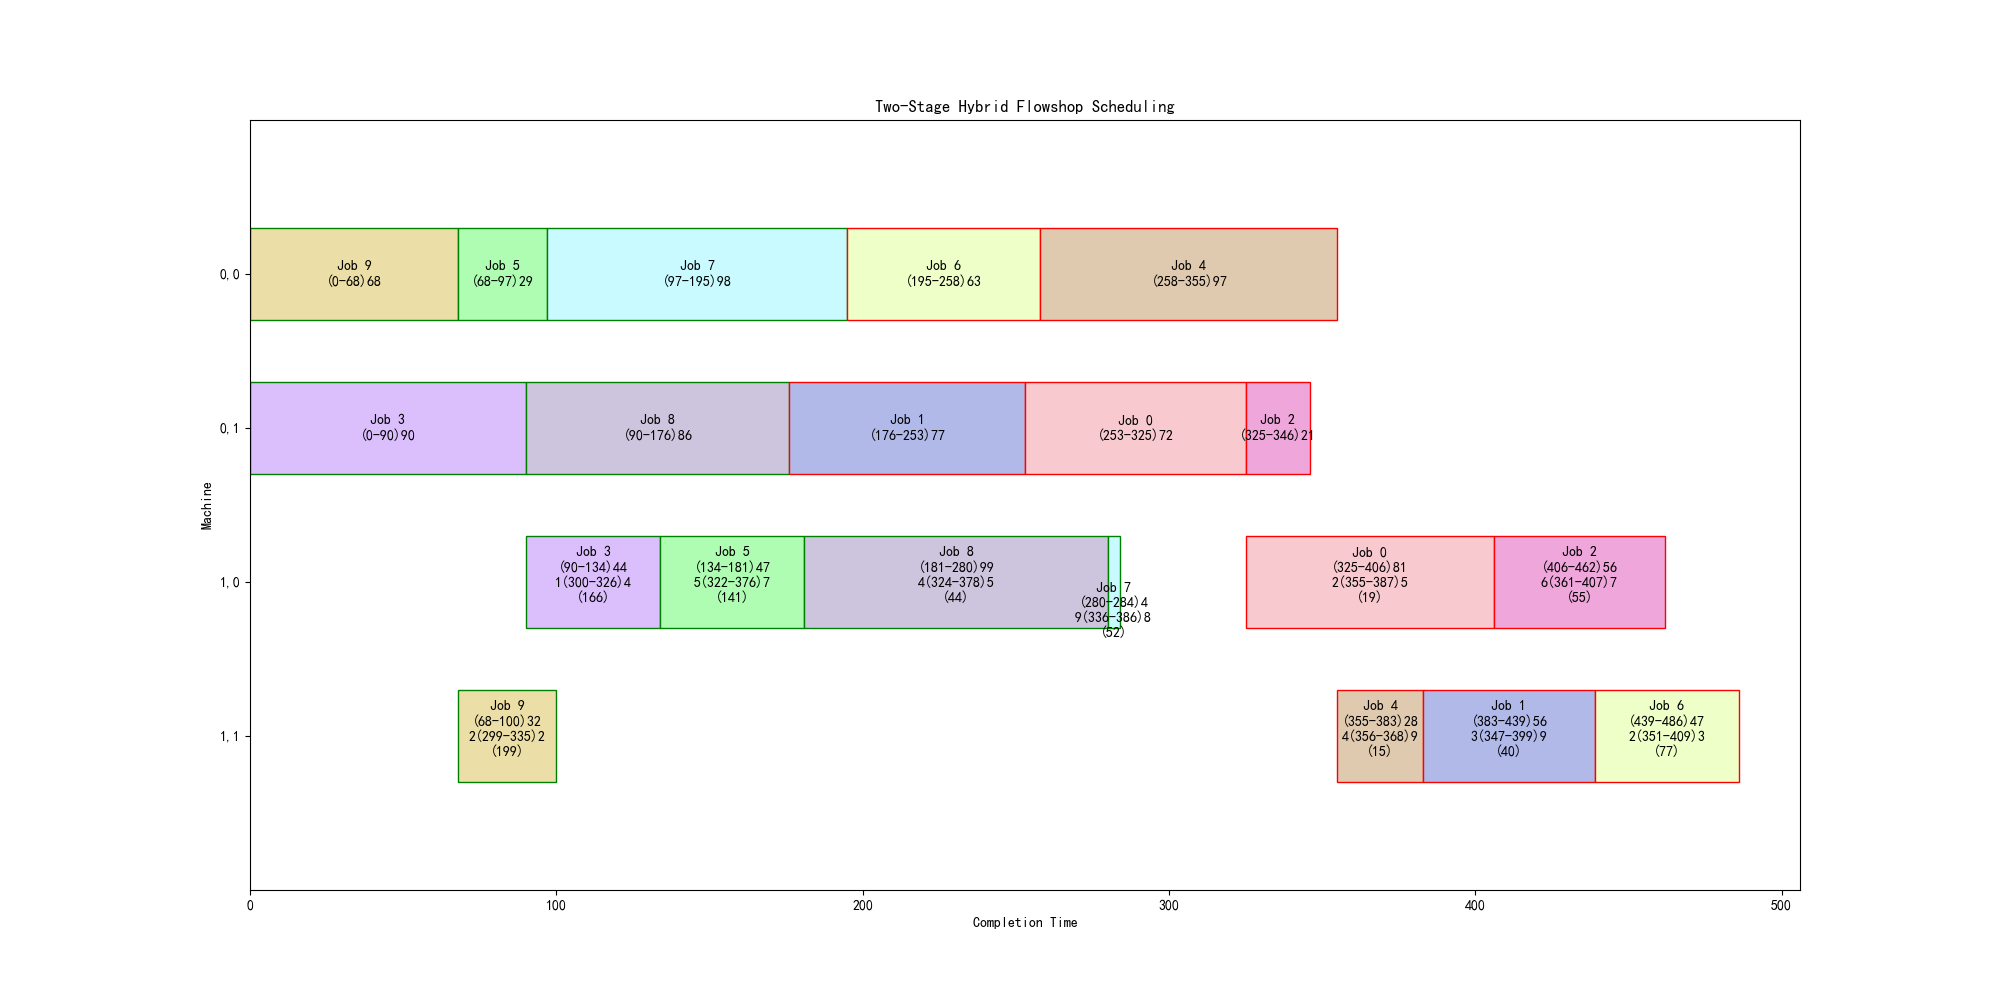 Two-Stage Hybrid Flowshop Scheduling
0,0
Job 9
(0-68)68
Job 5
(68-97)29
Job 7
(97-195)98
Job 6
(195-258)63
Job 4
(258-355)97
0,1
Job 3
(0-90)90
Job 8
(90-176)86
Job 1
(176-253)77
Job 0
(253-325)72
Job 2
(325-346)21
Machine
1,0
Job 3
(90-134)44
1(300-326)4
(166)
Job 5
(134-181)47
5(322-376)7
(141)
Job 8
(181-280)99
4(324-378)5
(44)
Job 7
(280-284)4
9(336-386)8
(52)
Job 0
(325-406)81
2(355-387)5
(19)
Job 2
(406-462)56
6(361-407)7
(55)
1,1
Job 9
(68-100)32
2(299-335)2
(199)
Job 4
(355-383)28
4(356-368)9
(15)
Job 1
(383-439)56
3(347-399)9
(40)
Job 6
(439-486)47
2(351-409)3
(77)
0
100
200
300
400
500
Completion Time